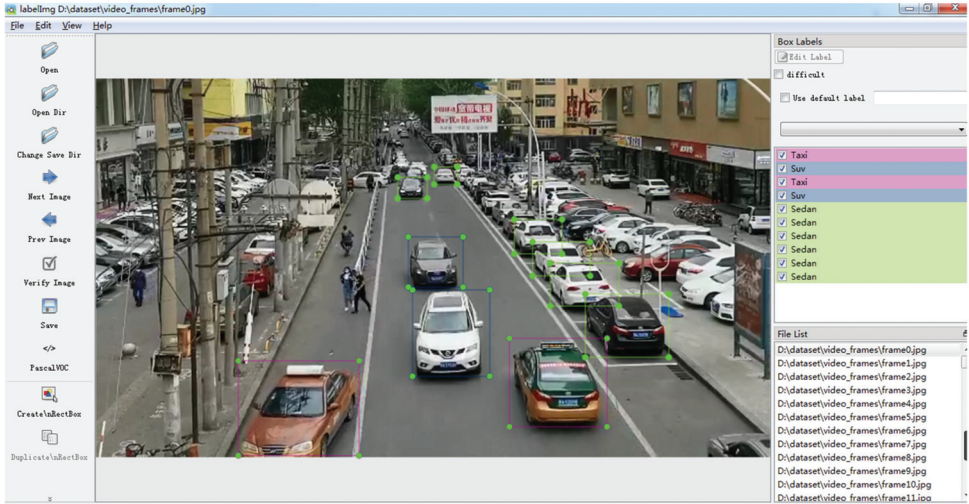 labelImg D:\dataset\video_frames\frame0.jpg
File Edit View Help
Open
Open Dir
Change Save Dir
Next Image
Prev Image
Verify Image
Save
</>
PascalVOC
Create\nRectBox
Duplicate\nRectBox
Box Labels
Edit Label
difficult
Use default label
Taxi
Suv
Taxi
Suv
Sedan
Sedan
Sedan
Sedan
Sedan
Sedan
File List
D:\dataset\video_frames\frame0.jpg
D:\dataset\video_frames\frame1.jpg
D:\dataset\video_frames\frame2.jpg
D:\dataset\video_frames\frame3.jpg
D:\dataset\video_frames\frame4.jpg
D:\dataset\video_frames\frame5.jpg
D:\dataset\video_frames\frame6.jpg
D:\dataset\video_frames\frame7.jpg
D:\dataset\video_frames\frame8.jpg
D:\dataset\video_frames\frame9.jpg
D:\dataset\video_frames\frame10.jpg
D:\dataset\video_frames\frame11.jpg